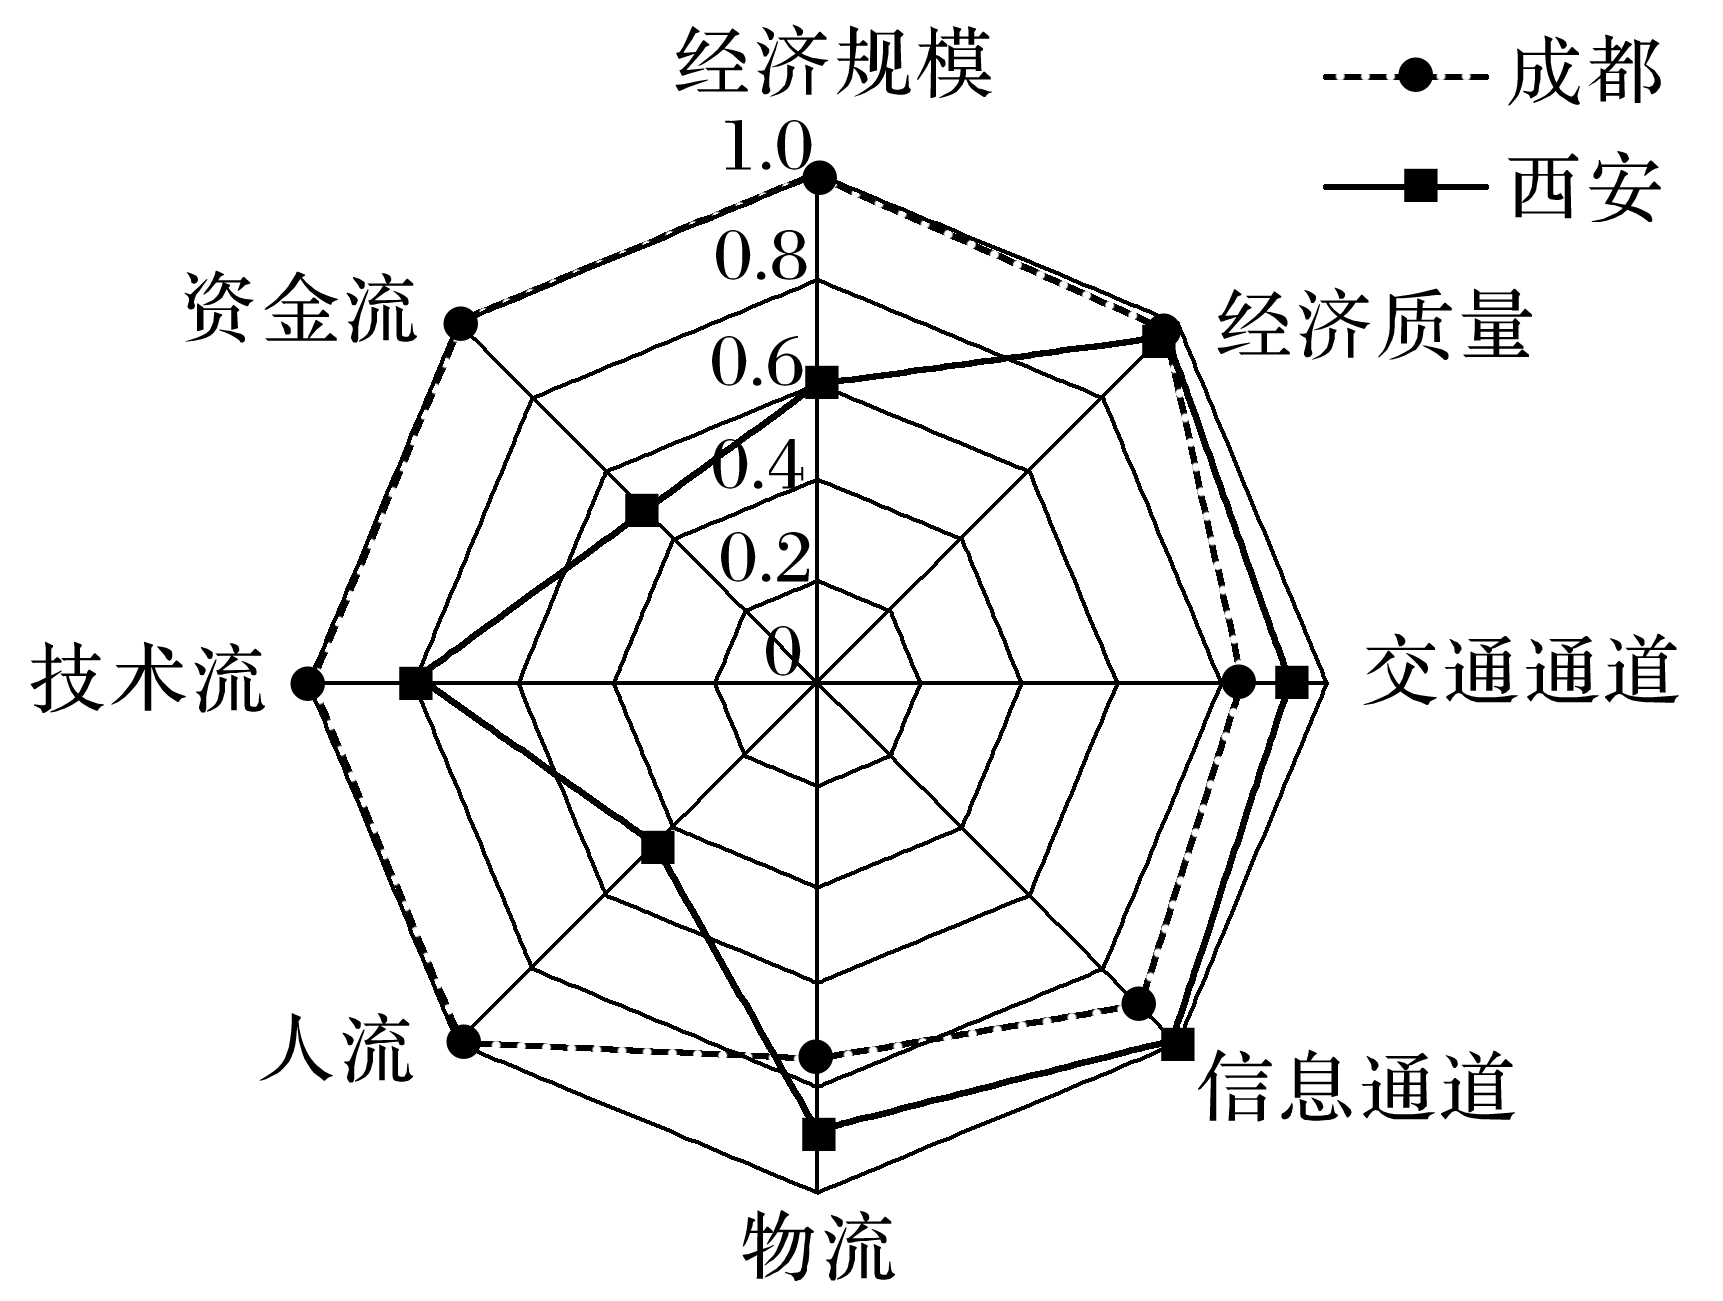 经济规模
成都
西安
1.0
0.8
0.6
0.4
0.2
0
资金流
经济质量
技术流
交通通道
人流
信息通道
物流